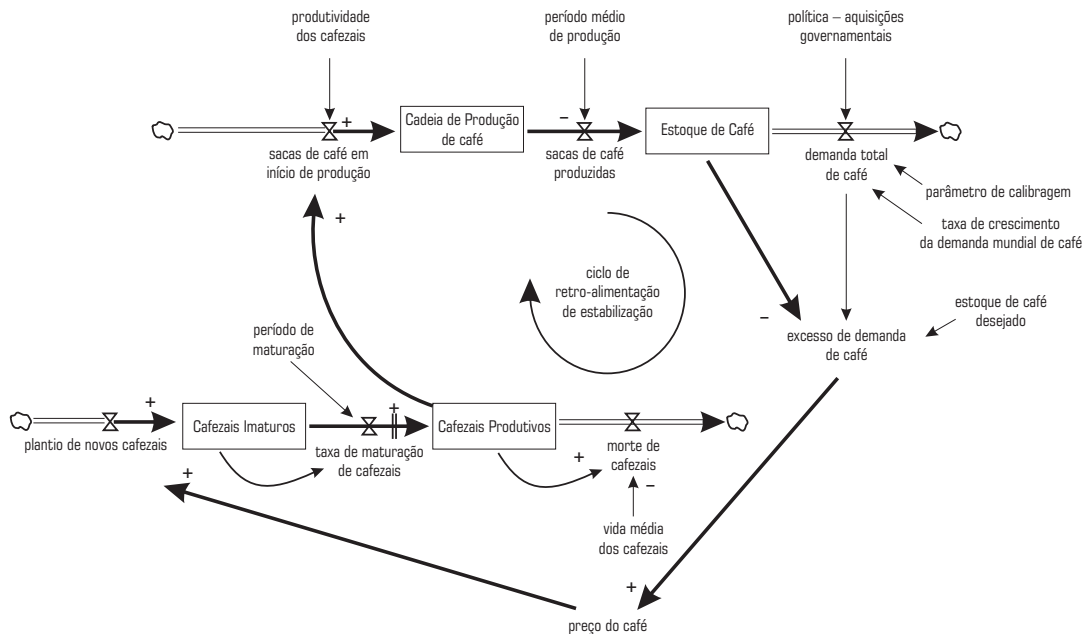 produtividade
dos cafezais
período médio
de produção
política – aquisições
governamentais
+
Cadeia de Produção
de café
–
Estoque de Café
sacas de café em
início de produção
sacas de café
produzidas
demanda total
de café
parâmetro de calibragem
taxa de crescimento
da demanda mundial de café
+
ciclo de
retro-alimentação
de estabilização
estoque de café
desejado
–
excesso de demanda
de café
período de
maturação
+
Cafezais Imaturos
+
Cafezais Produtivos
plantio de novos cafezais
taxa de maturação
de cafezais
morte de
cafezais
+
+
–
vida média
dos cafezais
+
preço do café